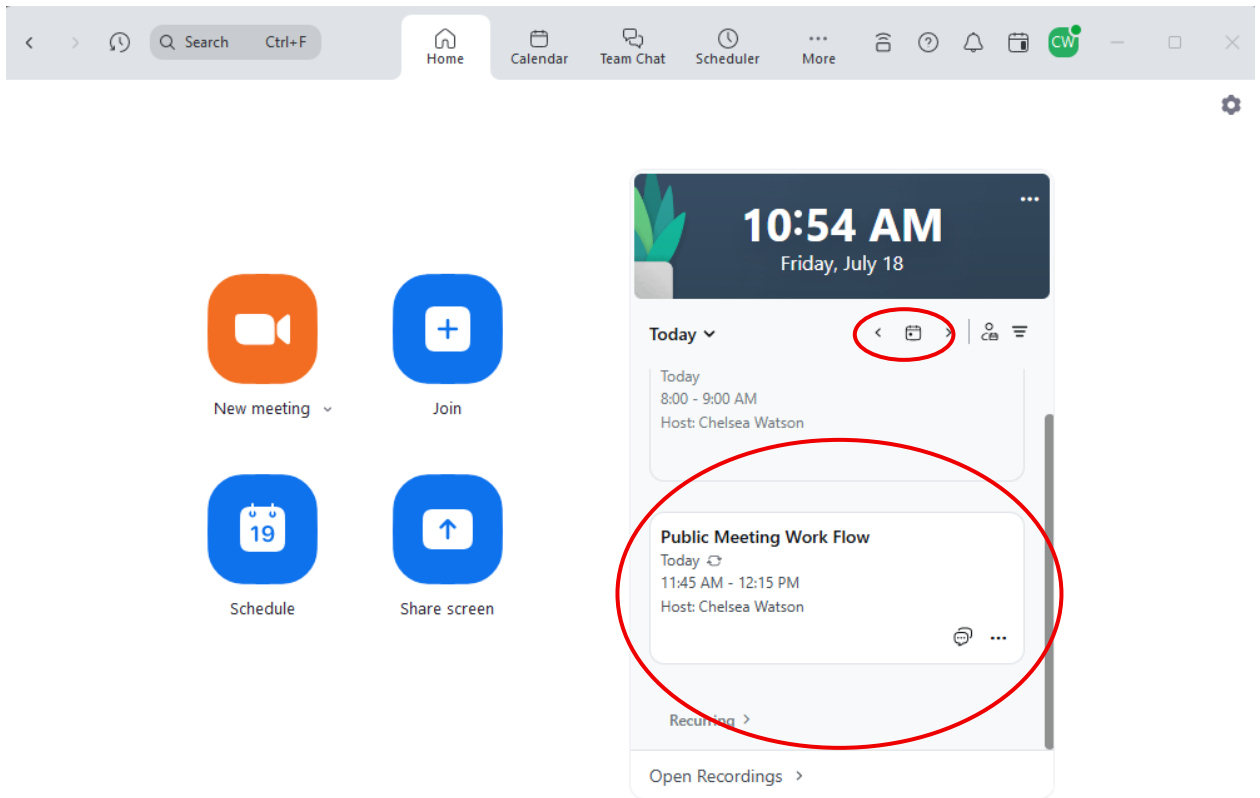 Search Ctrl+F
Home
Calendar
Team Chat
Scheduler
More
CW
10:54 AM
Friday, July 18
New meeting
Join
19
Schedule
Share screen
Today
Today
8:00 - 9:00 AM
Host: Chelsea Watson
Public Meeting Work Flow
Today
11:45 AM - 12:15 PM
Host: Chelsea Watson
Recurring
Open Recordings